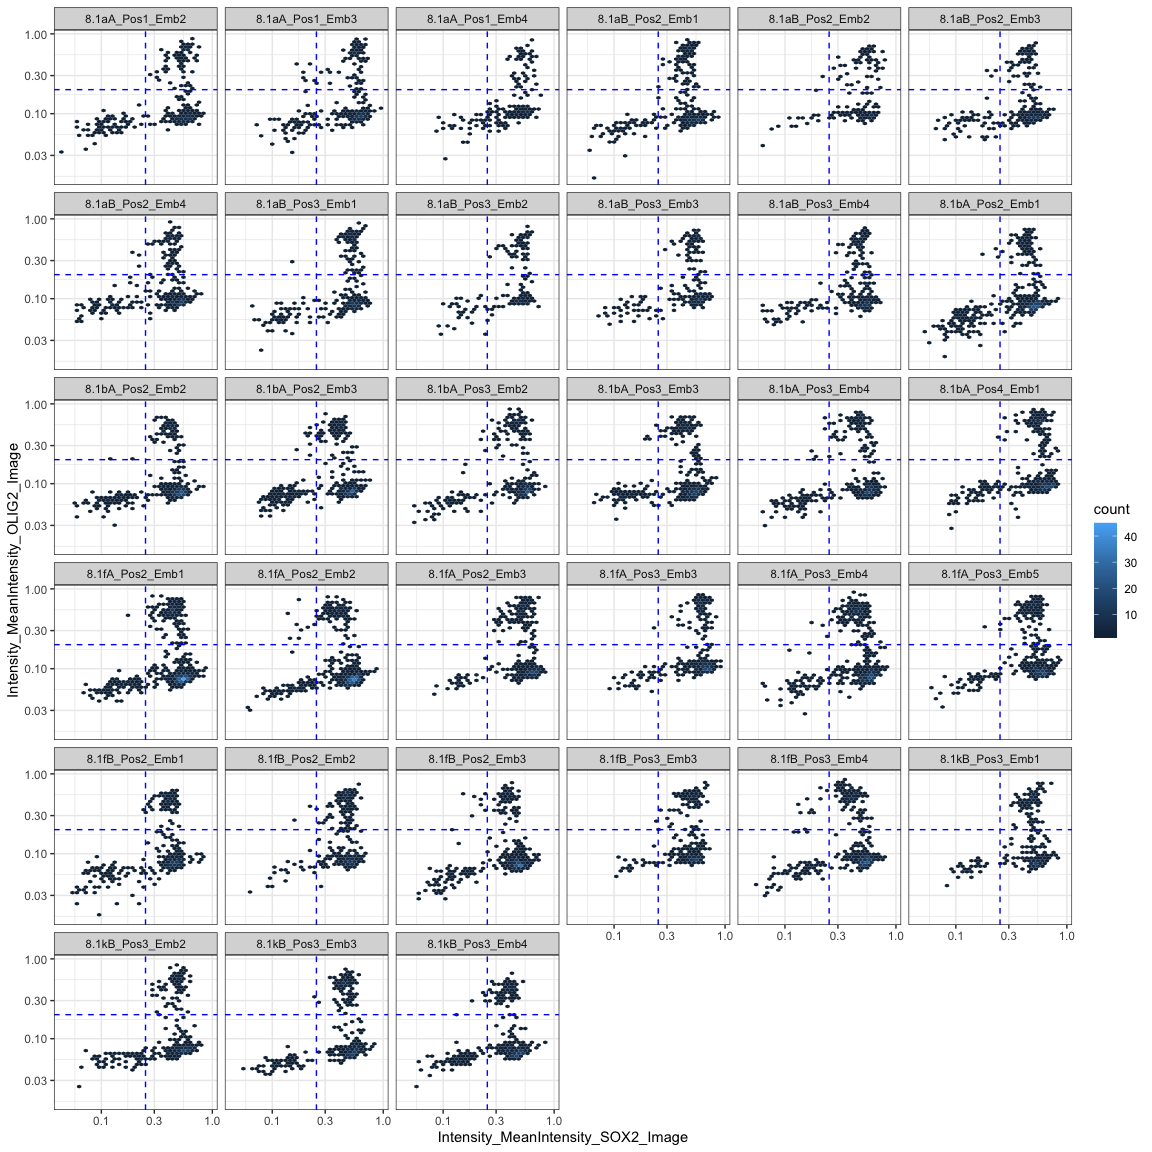 8.1aA_Pos1_Emb2 8.1aA_Pos1_Emb3 8.1aA_Pos1_Emb4 8.1aB_Pos2_Emb1 8.1aB_Pos2_Emb2 8.1aB_Pos2_Emb3
1.00
0.30
0.10
0.03
8.1aB_Pos2_Emb4 8.1aB_Pos3_Emb1 8.1aB_Pos3_Emb2 8.1aB_Pos3_Emb3 8.1aB_Pos3_Emb4 8.1bA_Pos2_Emb1
1.00
0.30
0.10
0.03
8.1bA_Pos2_Emb2 8.1bA_Pos2_Emb3 8.1bA_Pos3_Emb2 8.1bA_Pos3_Emb3 8.1bA_Pos3_Emb4 8.1bA_Pos4_Emb1
1.00
0.30
0.10
0.03
Intensity_MeanIntensity_OLIG2_Image
count
40
30
20
10
8.1fA_Pos2_Emb1 8.1fA_Pos2_Emb2 8.1fA_Pos2_Emb3 8.1fA_Pos3_Emb3 8.1fA_Pos3_Emb4 8.1fA_Pos3_Emb5
1.00
0.30
0.10
0.03
8.1fB_Pos2_Emb1 8.1fB_Pos2_Emb2 8.1fB_Pos2_Emb3 8.1fB_Pos3_Emb3 8.1fB_Pos3_Emb4 8.1kB_Pos3_Emb1
1.00
0.30
0.10
0.03
0.1 0.3 1.0 0.1 0.3 1.0 0.1 0.3 1.0
8.1kB_Pos3_Emb2 8.1kB_Pos3_Emb3 8.1kB_Pos3_Emb4
1.00
0.30
0.10
0.03
0.1 0.3 1.0 0.1 0.3 1.0 0.1 0.3 1.0
Intensity_MeanIntensity_SOX2_Image